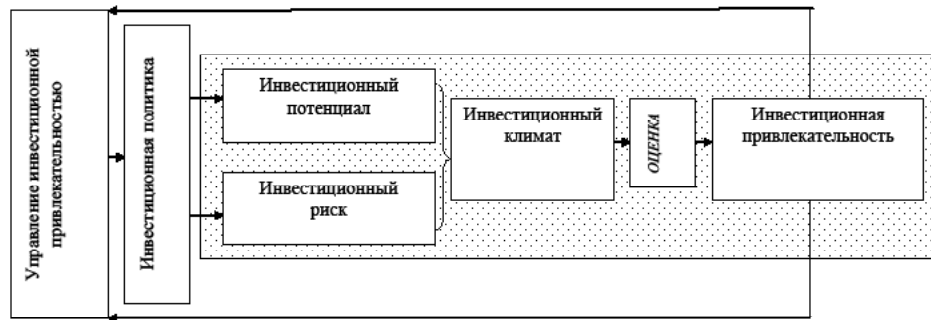 Управление инвестиционной
привлекательностью
Инвестиционная политика
Инвестиционный
потенциал
Инвестиционный
риск
Инвестиционный
климат
ОЦЕНКА
Инвестиционная
привлекательность